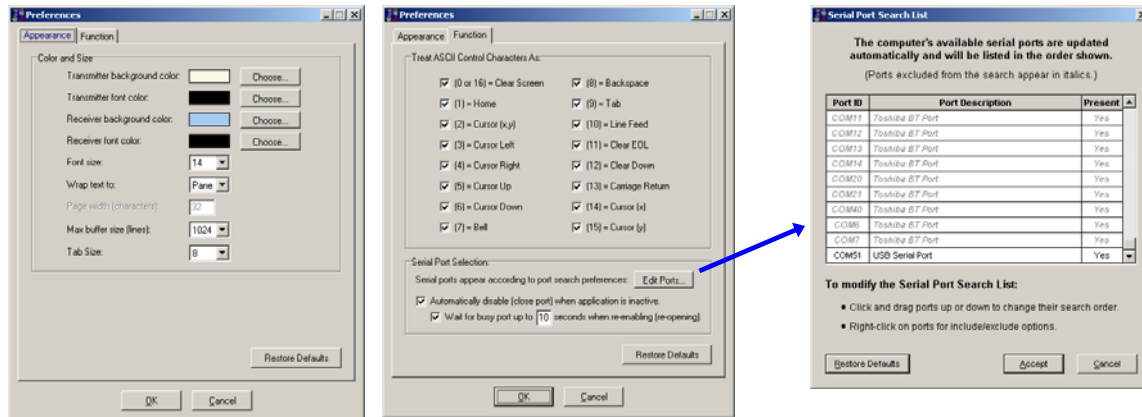 Preferences
Appearance Function
Color and Size
Transmitter background color: Choose...
Transmitter font color: Choose...
Receiver background color: Choose...
Receiver font color: Choose...
Font size: 14
Wrap text to: Pane
Page width (characters): 32
Max buffer size (lines): 1024
Tab Size: 8
Restore Defaults
OK Cancel
Preferences
Appearance Function
Treat ASCII Control Characters As:
(0 or 16) = Clear Screen (8) = Backspace
(1) = Home (9) = Tab
(2) = Cursor (x,y) (10) = Line Feed
(3) = Cursor Left (11) = Clear EOL
(4) = Cursor Right (12) = Clear Down
(5) = Cursor Up (13) = Carriage Return
(6) = Cursor Down (14) = Cursor (x)
(7) = Bell (15) = Cursor (y)
Serial Port Selection:
Serial ports appear according to port search preferences: Edit Ports...
Automatically disable (close port) when application is inactive.
Wait for busy port up to 10 seconds when re-enabling (re-opening).
Restore Defaults
OK Cancel
Serial Port Search List
The computer's available serial ports are updated
automatically and will be listed in the order shown.
(Ports excluded from the search appear in italics.)
Port ID Port Description Present
COM11 Toshiba BT Port Yes
COM12 Toshiba BT Port Yes
COM13 Toshiba BT Port Yes
COM14 Toshiba BT Port Yes
COM20 Toshiba BT Port Yes
COM21 Toshiba BT Port Yes
COM40 Toshiba BT Port Yes
COM6 Toshiba BT Port Yes
COM7 Toshiba BT Port Yes
COM51 USB Serial Port Yes
To modify the Serial Port Search List:
• Click and drag ports up or down to change their search order.
• Right-click on ports for include/exclude options.
Restore Defaults Accept Cancel